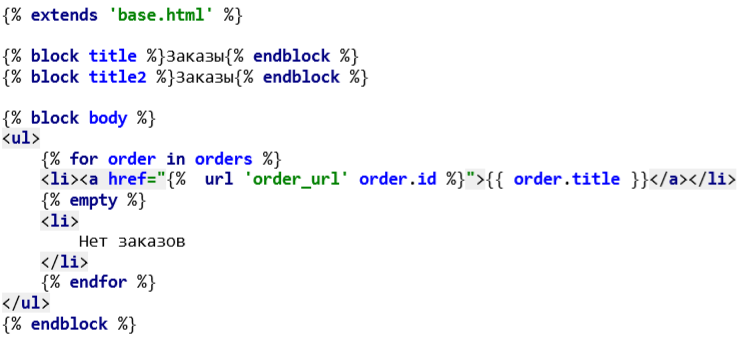 {% extends 'base.html' %}
{% block title %}Заказы{% endblock %}
{% block title2 %}Заказы{% endblock %}
{% block body %}
<ul>
{% for order in orders %}
<li><a href="{%  url 'order_url' order.id %}">{{ order.title }}</a></li>
{% empty %}
<li>
Нет заказов
</li>
{% endfor %}
</ul>
{% endblock %}